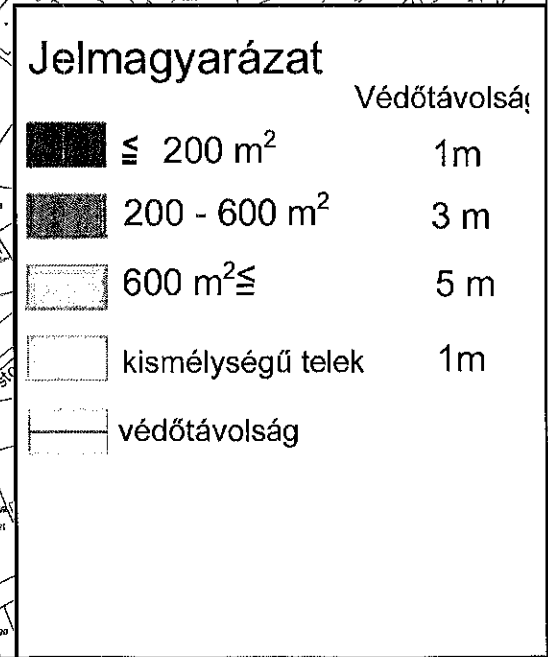 Jelmagyarázat
Védőtávolság
≦ 200 m² 1m
200 - 600 m² 3 m
600 m²≦ 5 m
kismélységű telek 1m
védőtávolság